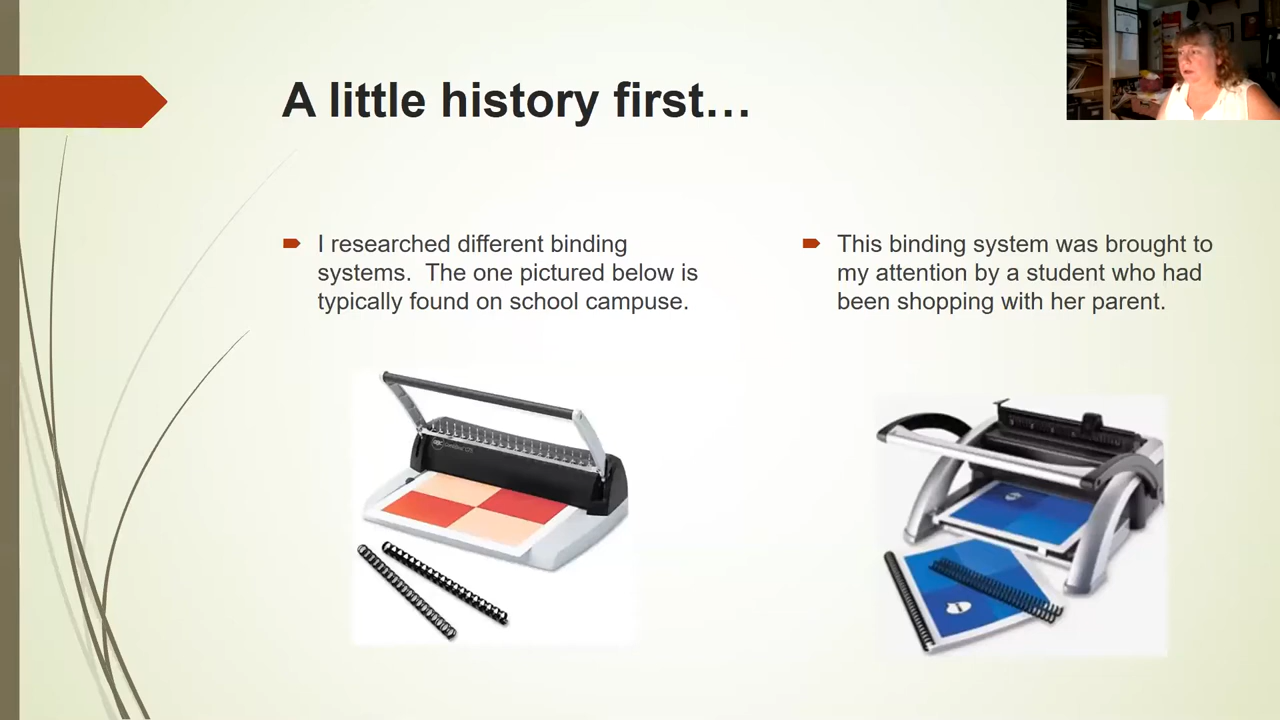 A little history first…
I researched different binding
systems.  The one pictured below is
typically found on school campuse.
This binding system was brought to
my attention by a student who had
been shopping with her parent.